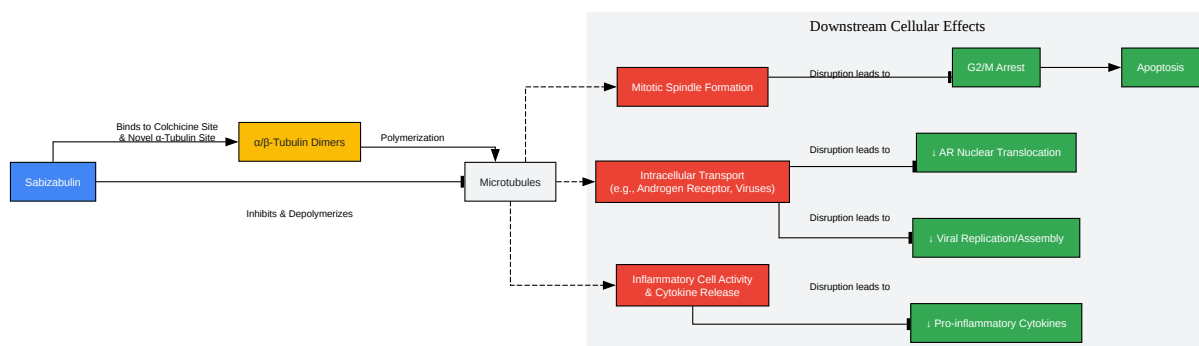 Downstream Cellular Effects
Binds to Colchicine Site
& Novel α-Tubulin Site
Sabizabulin
α/β-Tubulin Dimers
Polymerization
Inhibits & Depolymerizes
Microtubules
Mitotic Spindle Formation
Disruption leads to
G2/M Arrest
Apoptosis
Intracellular Transport
(e.g., Androgen Receptor, Viruses)
Disruption leads to
↓ AR Nuclear Translocation
Disruption leads to
↓ Viral Replication/Assembly
Inflammatory Cell Activity
& Cytokine Release
Disruption leads to
↓ Pro-inflammatory Cytokines